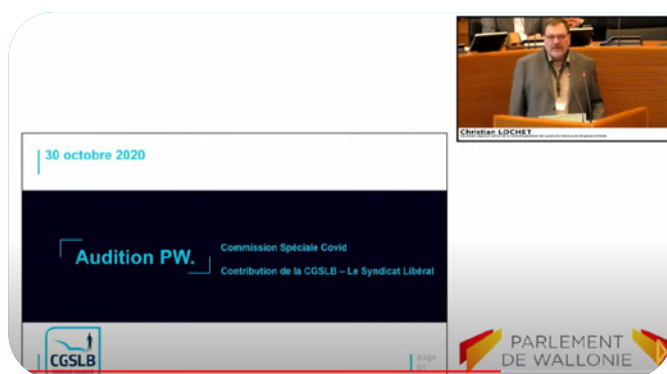 Christian LOCHET
30 octobre 2020
Audition PW.
Commission Spéciale Covid
Contribution de la CGSLB – Le Syndicat Libéral
CGSLB
page
PARLEMENT
DE WALLONIE